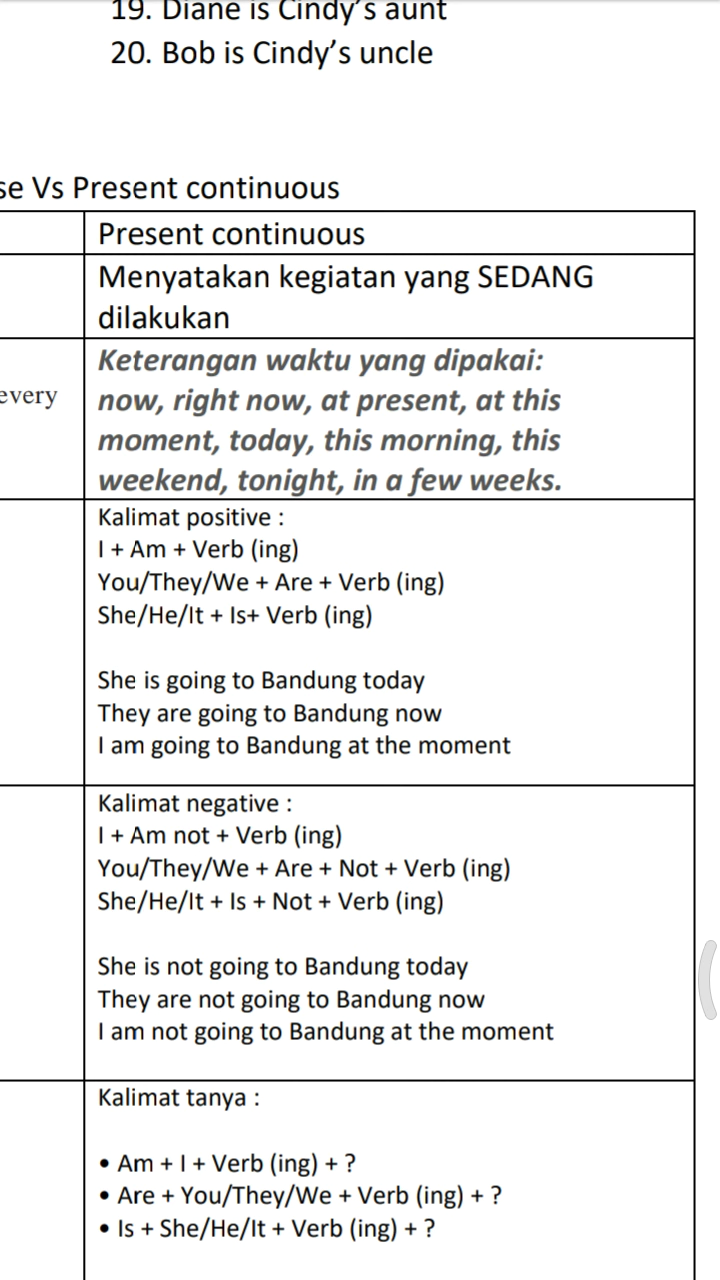 19. Diane is Cindy's aunt
20. Bob is Cindy's uncle
se Vs Present continuous
Present continuous
Menyatakan kegiatan yang SEDANG
dilakukan
every
Keterangan waktu yang dipakai:
now, right now, at present, at this
moment, today, this morning, this
weekend, tonight, in a few weeks.
Kalimat positive :
I + Am + Verb (ing)
You/They/We + Are + Verb (ing)
She/He/It + Is+ Verb (ing)
She is going to Bandung today
They are going to Bandung now
I am going to Bandung at the moment
Kalimat negative :
I + Am not + Verb (ing)
You/They/We + Are + Not + Verb (ing)
She/He/It + Is + Not + Verb (ing)
She is not going to Bandung today
They are not going to Bandung now
I am not going to Bandung at the moment
Kalimat tanya :
• Am + I + Verb (ing) + ?
• Are + You/They/We + Verb (ing) + ?
• Is + She/He/It + Verb (ing) + ?